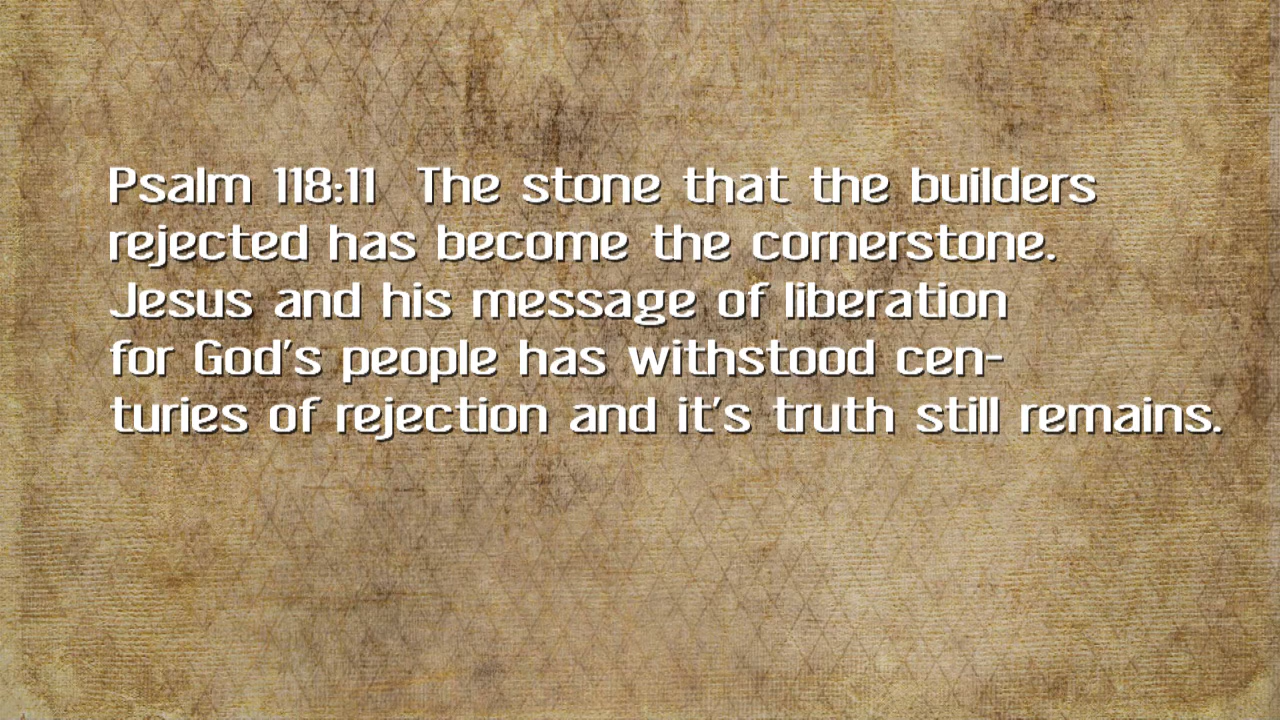 Psalm 118:11  The stone that the builders
rejected has become the cornerstone.
Jesus and his message of liberation
for God's people has withstood cen-
turies of rejection and it's truth still remains.